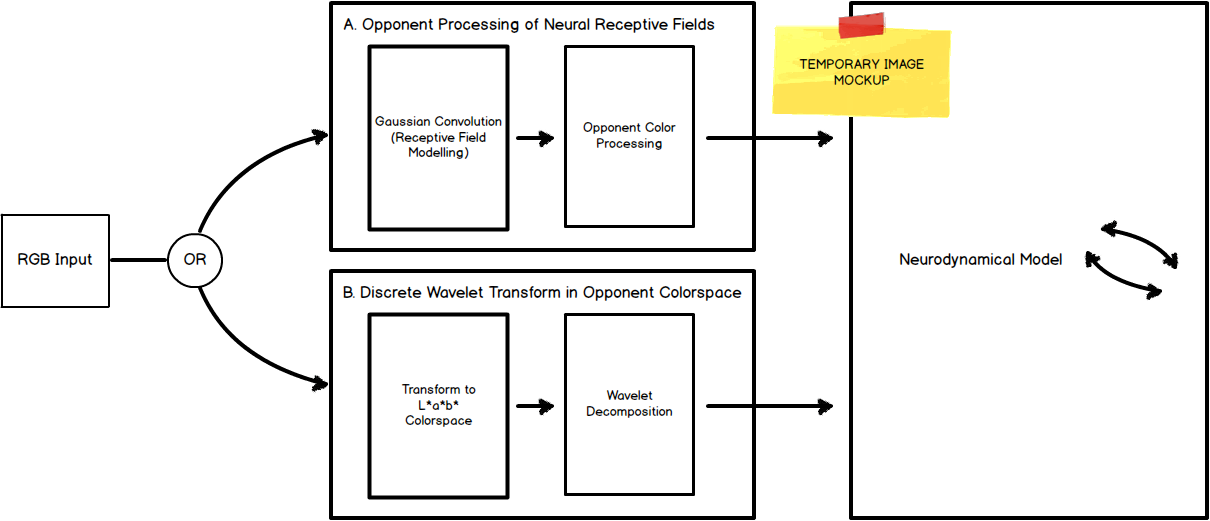 A. Opponent Processing of Neural Receptive Fields
TEMPORARY IMAGE
MOCKUP
Gaussian Convolution
(Receptive Field
Modelling)
Opponent Color
Processing
RGB Input
OR
Neurodynamical Model
B. Discrete Wavelet Transform in Opponent Colorspace
Transform to
L*a*b*
Colorspace
Wavelet
Decomposition